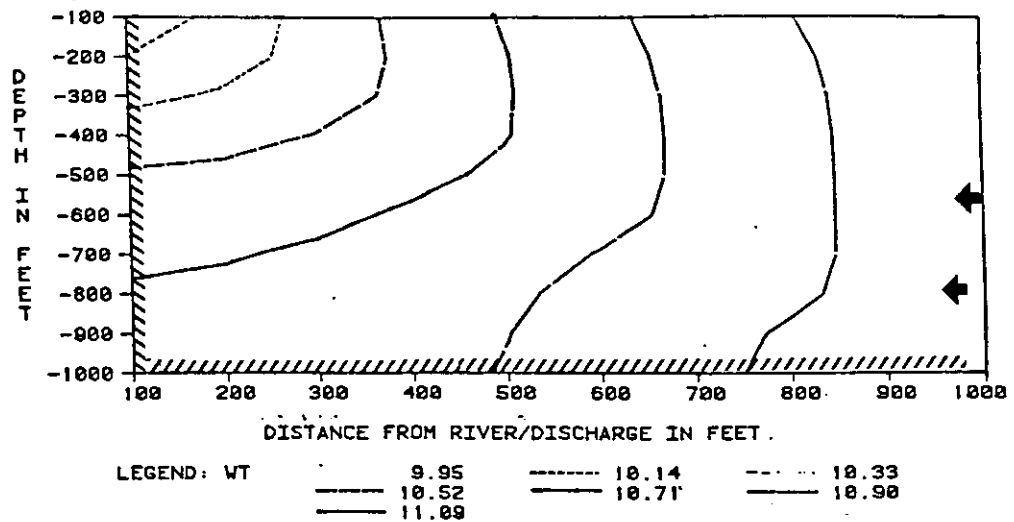 -100
-200
-300
-400
-500
-600
-700
-800
-900
-1000
DEPTH IN FEET
100 200 300 400 500 600 700 800 900 1000
DISTANCE FROM RIVER/DISCHARGE IN FEET.
LEGEND: WT 9.95 10.14 10.33
10.52 10.71 10.90
11.09